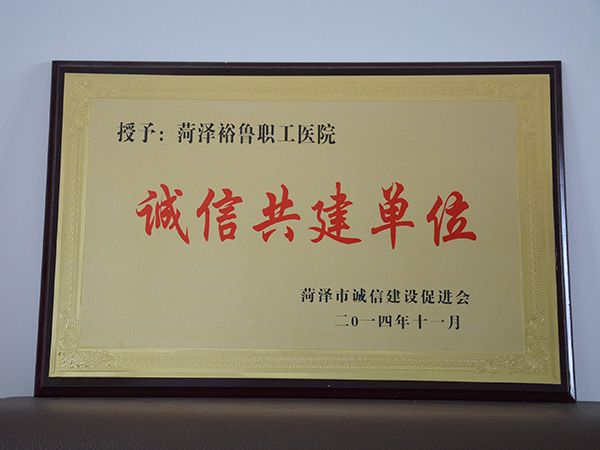 授予：菏泽裕鲁职工医院
诚信共建单位
菏泽市诚信建设促进会
二0一四年十一月